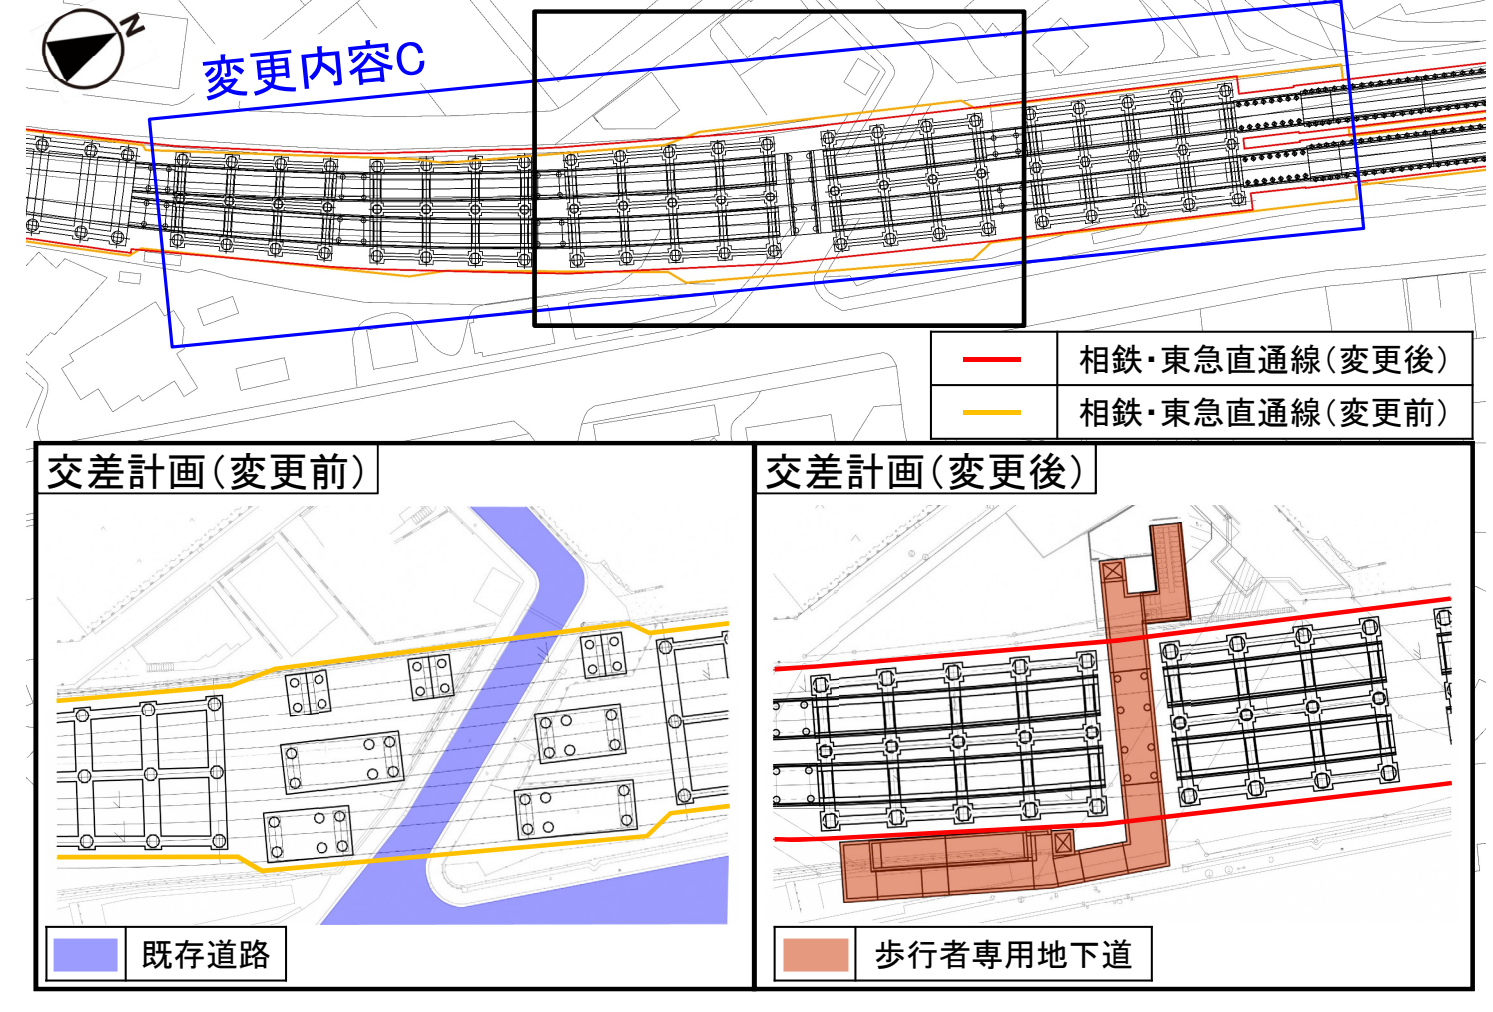 N
変更内容C
相鉄・東急直通線(変更後)
相鉄・東急直通線(変更前)
交差計画(変更前)
交差計画(変更後)
既存道路
歩行者専用地下道